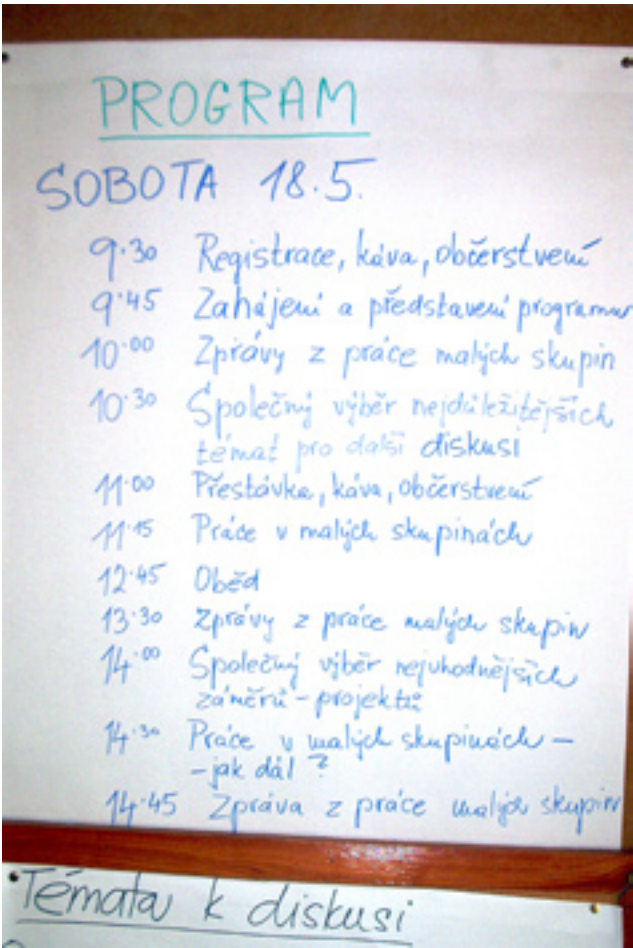 PROGRAM
SOBOTA 18.5.
9.30 Registrace, káva, občerstvení
9.45 Zahájení a představení programu
10.00 Zprávy z práce malých skupin
10.30 Společný výběr nejdůležitějších
témat pro další diskusi
11.00 Přestávka, káva, občerstvení
11.15 Práce v malých skupinách
12.45 Oběd
13.30 Zprávy z práce malých skupin
14.00 Společný výběr nejvhodnějších
záměrů - projektů
14.30 Práce v malých skupinách -
- jak dál ?
14.45 Zpráva z práce malých skupin
Témata k diskusi